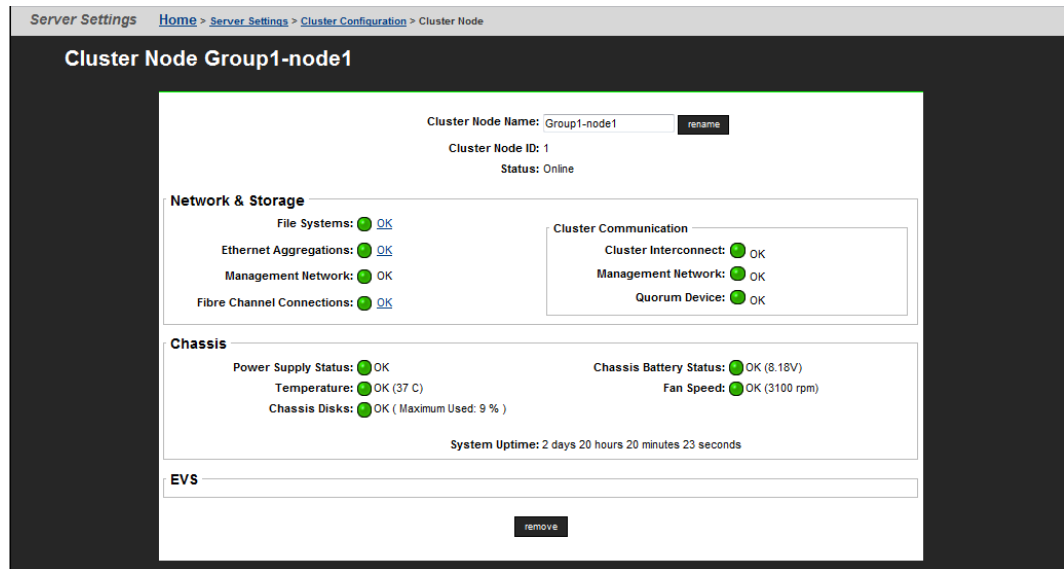 Server Settings Home > Server Settings > Cluster Configuration > Cluster Node
Cluster Node Group1-node1
Cluster Node Name: Group1-node1 rename
Cluster Node ID: 1
Status: Online
Network & Storage
File Systems: OK
Ethernet Aggregations: OK
Management Network: OK
Fibre Channel Connections: OK
Cluster Communication
Cluster Interconnect: OK
Management Network: OK
Quorum Device: OK
Chassis
Power Supply Status: OK
Chassis Battery Status: OK (8.18V)
Temperature: OK (37 C)
Fan Speed: OK (3100 rpm)
Chassis Disks: OK ( Maximum Used: 9 % )
System Uptime: 2 days 20 hours 20 minutes 23 seconds
EVS
remove